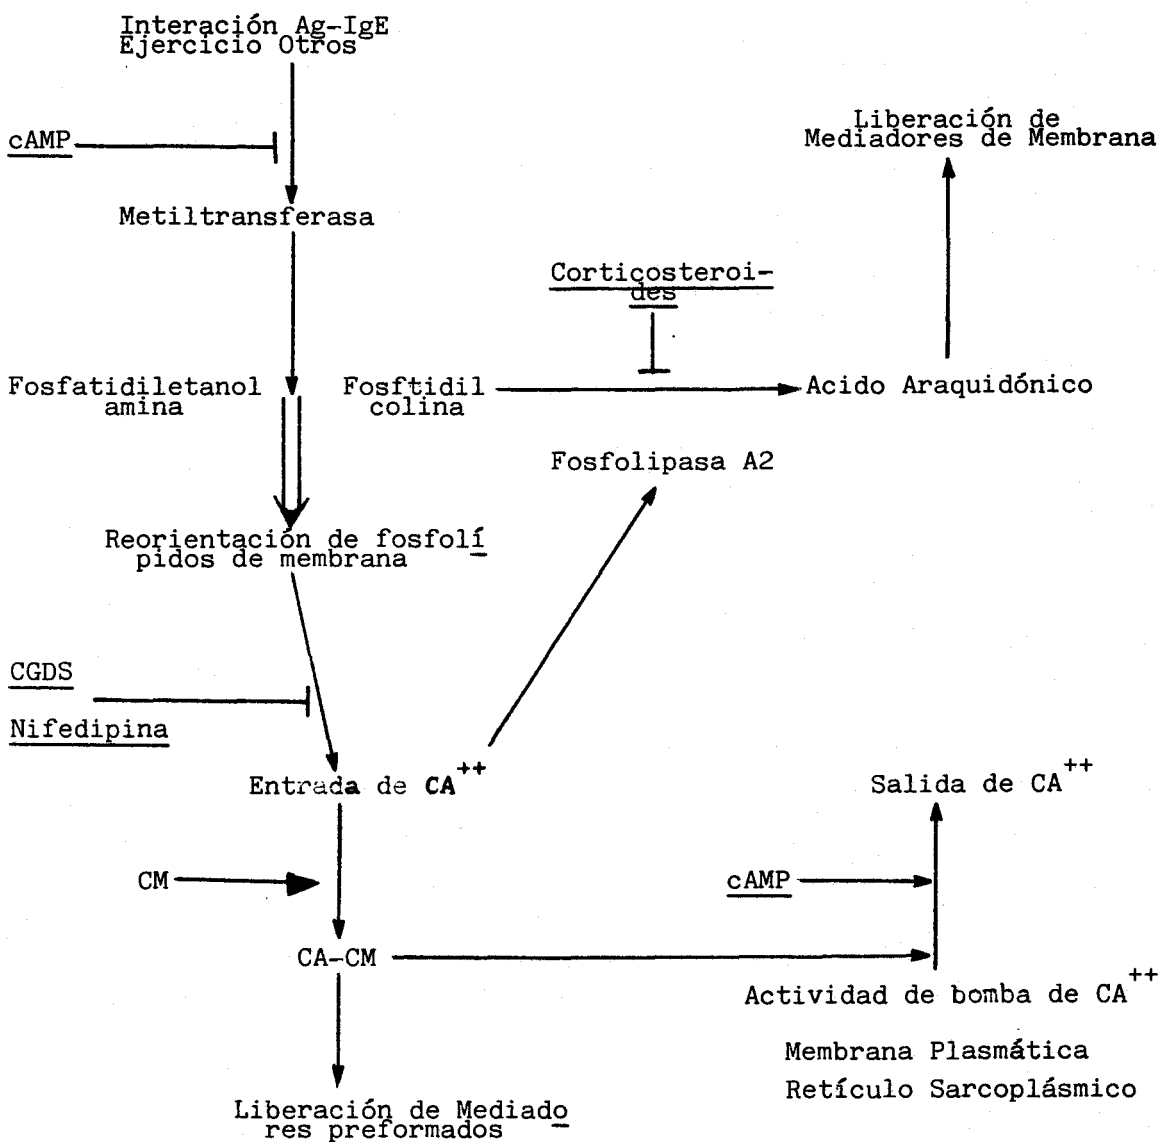 Interación Ag-IgE
Ejercicio Otros
cAMP
Liberación de
Mediadores de Membrana
Metiltransferasa
Corticosteroi-
des
Fosfatidiletanol
amina
Fosftidil
colina
Acido Araquidónico
Fosfolipasa A2
Reorientación de fosfolí
pidos de membrana
CGDS
Nifedipina
Entrada de CA++
Salida de CA++
CM
cAMP
CA-CM
Actividad de bomba de CA++
Membrana Plasmática
Retículo Sarcoplásmico
Liberación de Mediado
res preformados